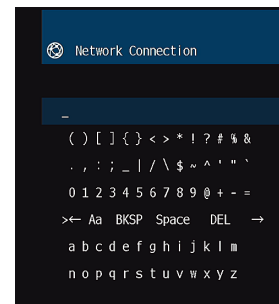 Network Connection
_
( ) [ ] { } < > * ! ? # % &
. , : ; _ | / \ $ ~ ^ ' " `
0 1 2 3 4 5 6 7 8 9 @ + - =
>← Aa BKSP Space DEL →
a b c d e f g h i j k l m
n o p q r s t u v w x y z